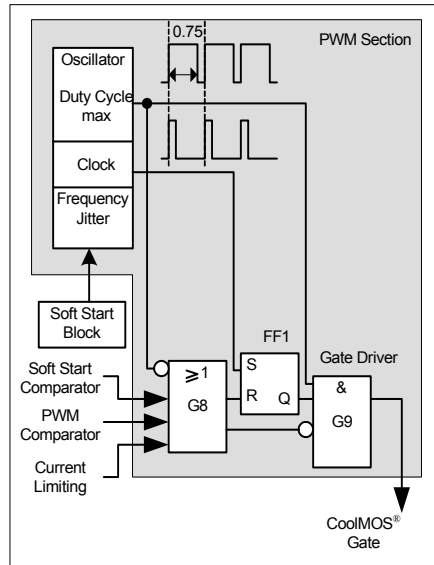 0.75
PWM Section
Oscillator
Duty Cycle
max
Clock
Frequency
Jitter
Soft Start
Block
Soft Start
Comparator
PWM
Comparator
Current
Limiting
≥1
G8
FF1
S
R
Q
Gate Driver
&
G9
CoolMOS®
Gate